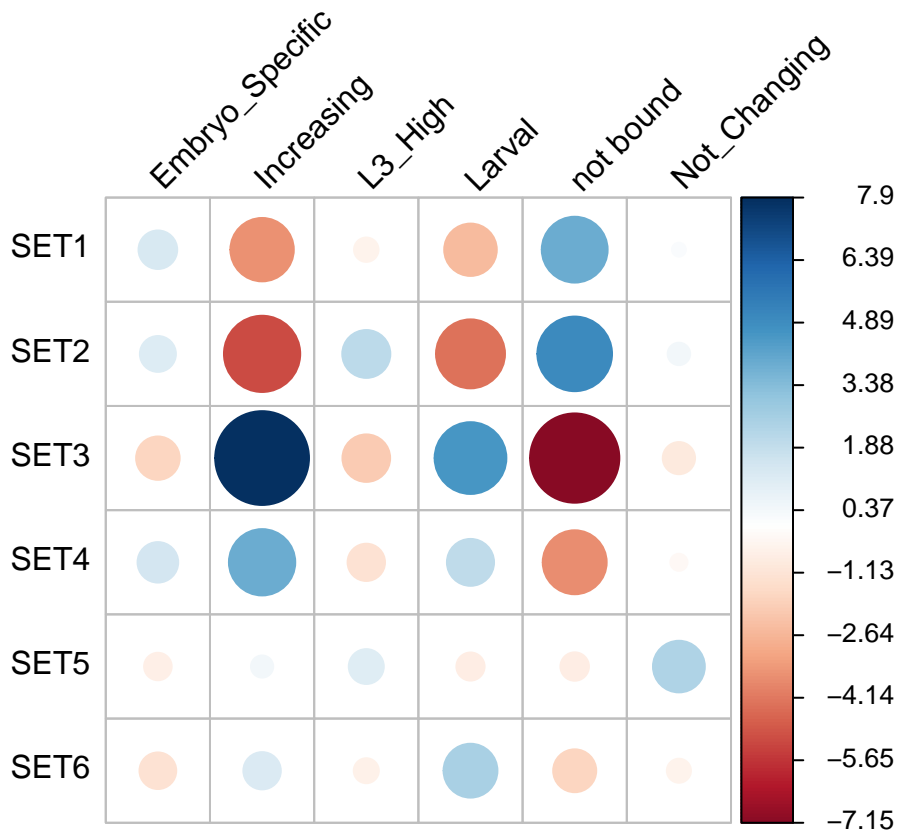 Embryo_Specific
Increasing
L3_High
Larval
not bound
Not_Changing
SET1
SET2
SET3
SET4
SET5
SET6
7.9
6.39
4.89
3.38
1.88
0.37
−1.13
−2.64
−4.14
−5.65
−7.15